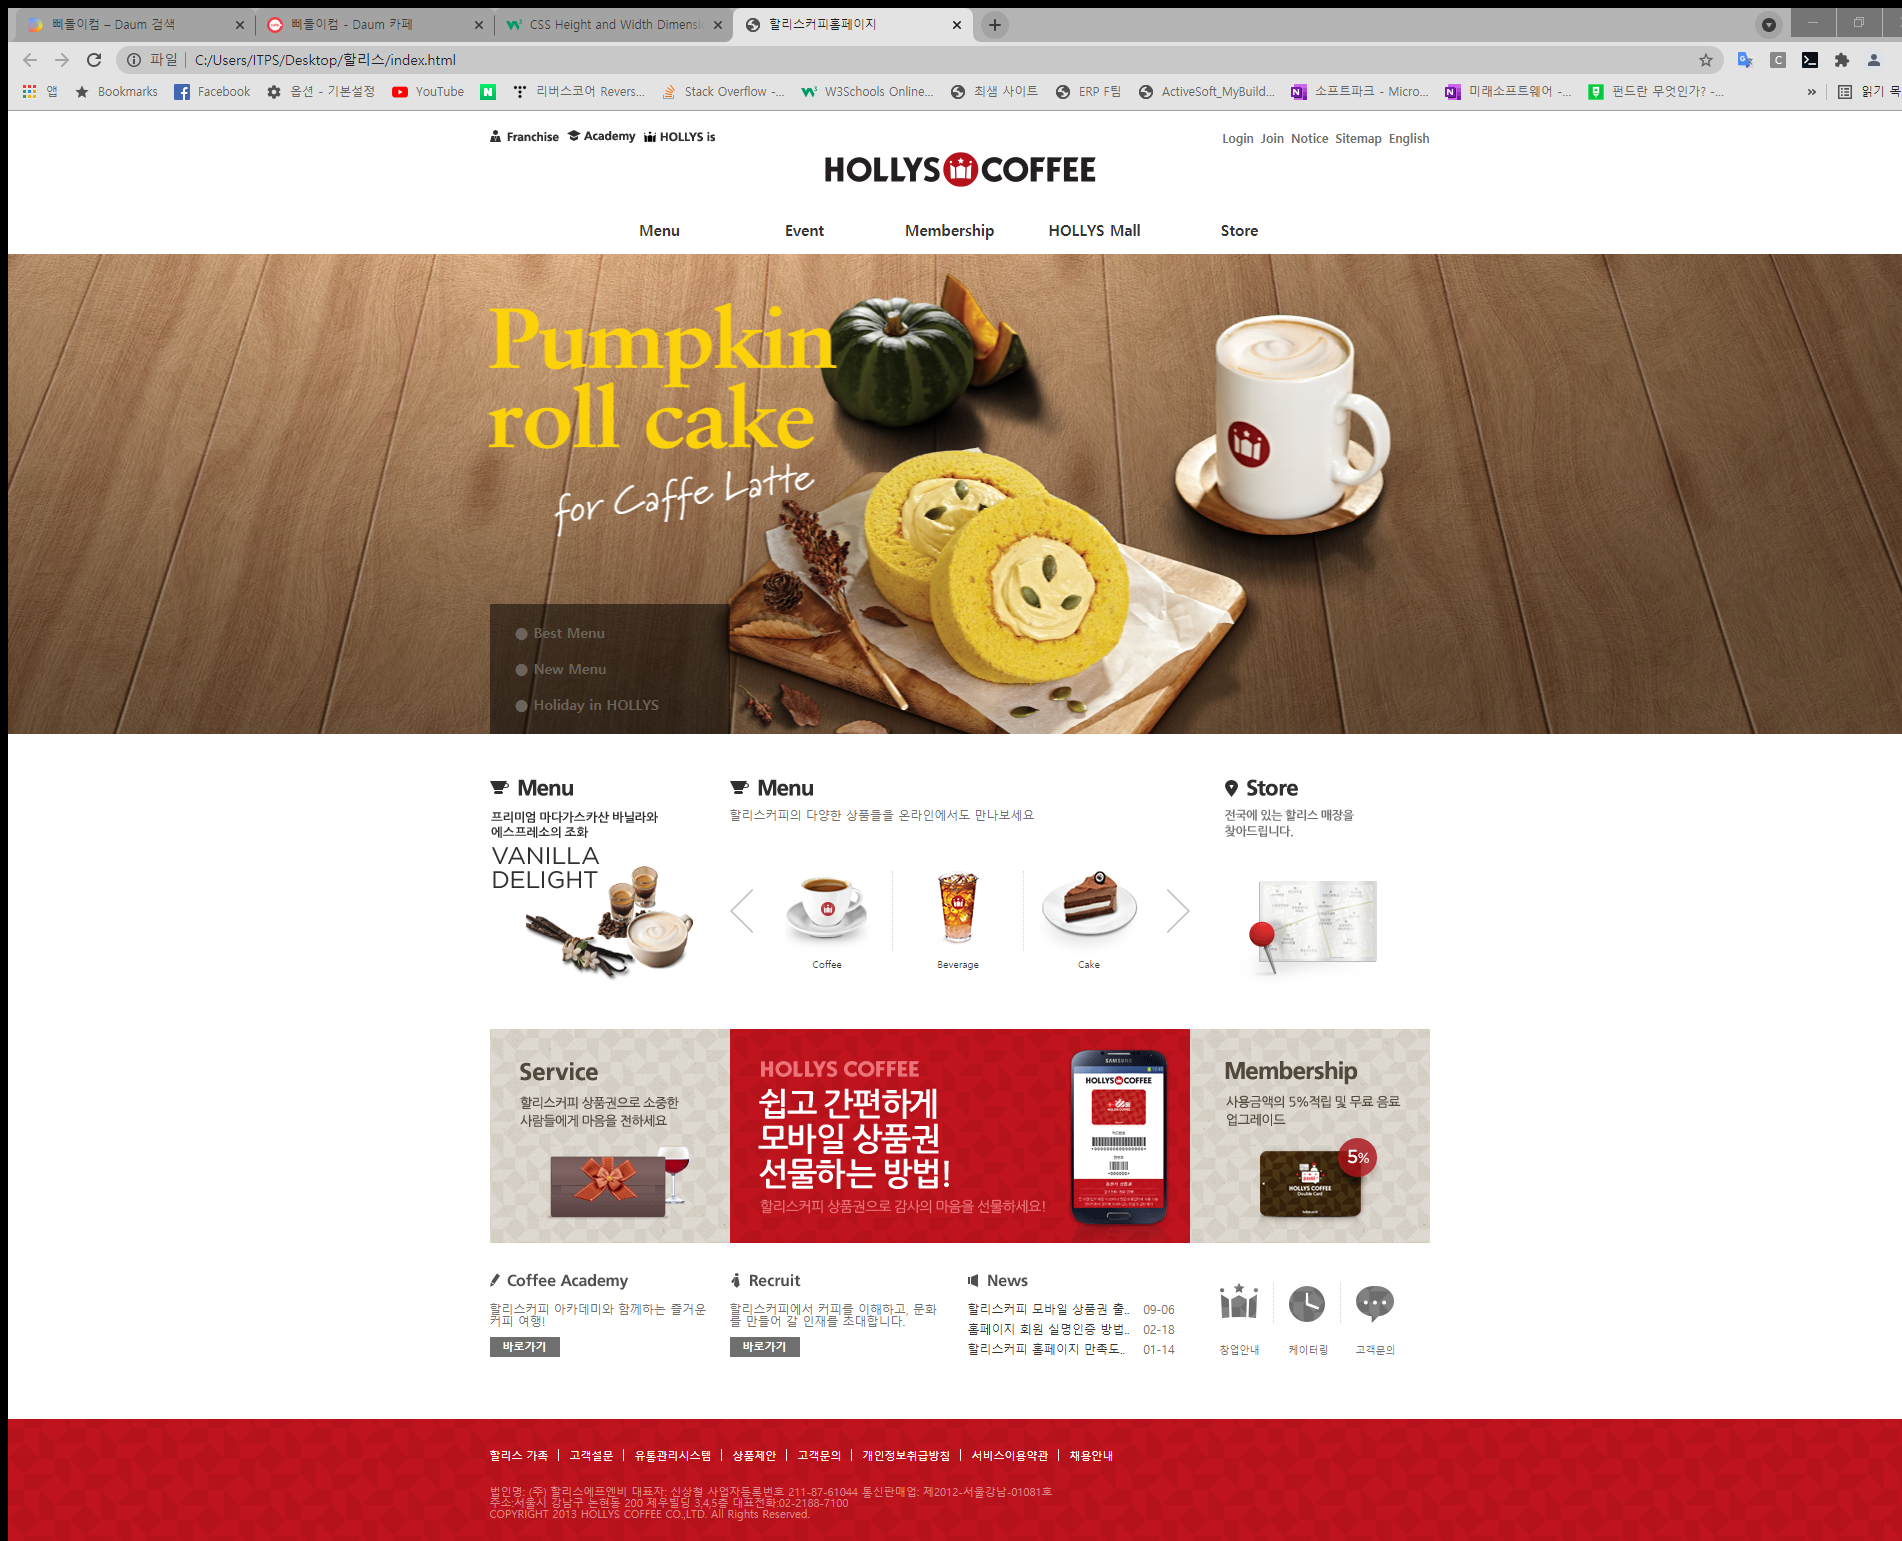 삐돌이컴 – Daum 검색
삐돌이컴 - Daum 카페
CSS Height and Width Dimensi
할리스커피홈페이지
파일 | C:/Users/ITPS/Desktop/할리스/index.html
앱
Bookmarks
Facebook
옵션 - 기본설정
YouTube
리버스코어 Revers...
Stack Overflow -...
W3Schools Online...
최샘 사이트
ERP F팀
ActiveSoft_MyBuild...
소프트파크 - Micro...
미래소프트웨어 -...
펀드란 무엇인가? -...
»
읽기 목
Franchise Academy HOLLYS is
Login Join Notice Sitemap English
HOLLYS COFFEE
Menu Event Membership HOLLYS Mall Store
Pumpkin
roll cake
for Caffe Latte
Best Menu
New Menu
Holiday in HOLLYS
Menu
프리미엄 마다가스카산 바닐라와
에스프레소의 조화
VANILLA
DELIGHT
Menu
할리스커피의 다양한 상품들을 온라인에서도 만나보세요
Coffee
Beverage
Cake
Store
전국에 있는 할리스 매장을
찾아드립니다.
Service
할리스커피 상품권으로 소중한
사람들에게 마음을 전하세요
HOLLYS COFFEE
쉽고 간편하게
모바일 상품권
선물하는 방법!
할리스커피 상품권으로 감사의 마음을 선물하세요!
SAMSUNG
HOLLYS COFFEE
Membership
사용금액의 5%적립 및 무료 음료
업그레이드
5%
HOLLYS COFFEE
Double Card
Coffee Academy
할리스커피 아카데미와 함께하는 즐거운
커피 여행!
바로가기
Recruit
할리스커피에서 커피를 이해하고, 문화
를 만들어 갈 인재를 초대합니다.
바로가기
News
할리스커피 모바일 상품권 출.. 09-06
홈페이지 회원 실명인증 방법.. 02-18
할리스커피 홈페이지 만족도.. 01-14
창업안내
케이터링
고객문의
할리스 가족 | 고객설문 | 유통관리시스템 | 상품제안 | 고객문의 | 개인정보취급방침 | 서비스이용약관 | 채용안내
법인명: (주) 할리스에프엔비 대표자: 신상철 사업자등록번호 211-87-61044 통신판매업: 제2012-서울강남-01081호
주소:서울시 강남구 논현동 200 제우빌딩 3,4,5층 대표전화:02-2188-7100
COPYRIGHT 2013 HOLLYS COFFEE CO.,LTD. All Rights Reserved.